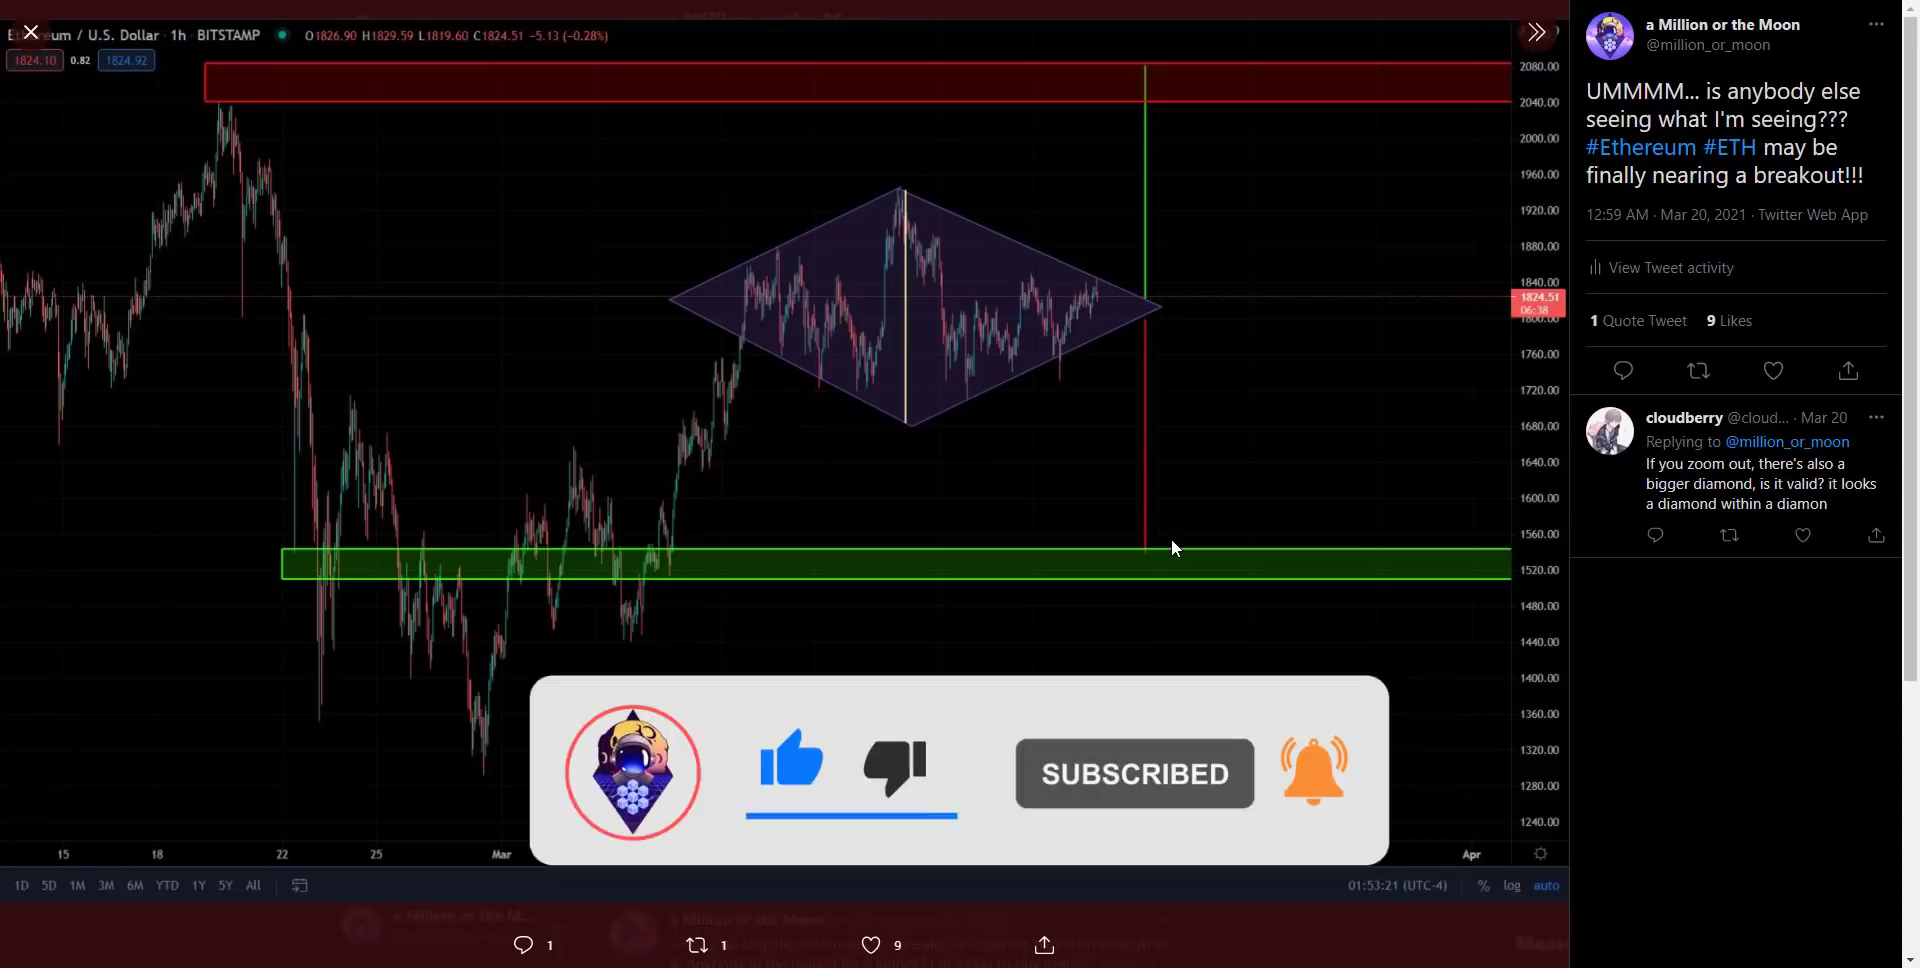 um / U.S. Dollar · 1h · BITSTAMP O1826.90 H1829.59 L1819.60 C1824.51 -5.13 (-0.28%)
1824.10 0.82 1824.92
2080.00
2040.00
2000.00
1960.00
1920.00
1880.00
1840.00
1824.51
06:38
1800.00
1760.00
1720.00
1680.00
1640.00
1600.00
1560.00
1520.00
1480.00
1440.00
1400.00
1360.00
1320.00
1280.00
1240.00
SUBSCRIBED
15 18 22 25 Mar Apr
1D 5D 1M 3M 6M YTD 1Y 5Y All 01:53:21 (UTC-4) % log auto
1 1 9
a Million or the Moon
@million_or_moon
UMMMM... is anybody else
seeing what I'm seeing???
#Ethereum #ETH may be
finally nearing a breakout!!!
12:59 AM · Mar 20, 2021 · Twitter Web App
View Tweet activity
1 Quote Tweet 9 Likes
cloudberry @cloud... · Mar 20
Replying to @million_or_moon
If you zoom out, there's also a
bigger diamond, is it valid? it looks
a diamond within a diamon